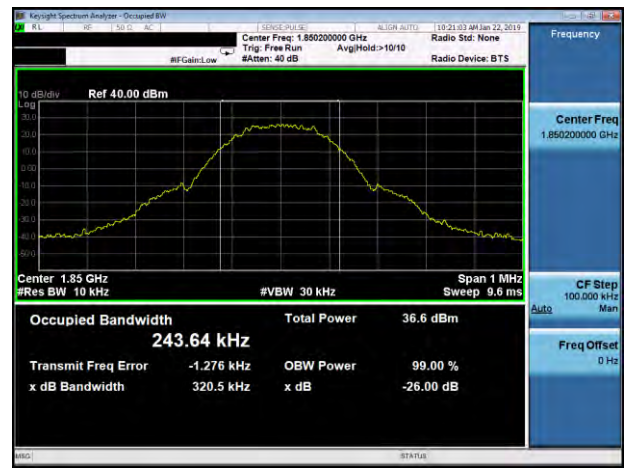 Keysight Spectrum Analyzer - Occupied BW
RL RF 50 Ω AC SENSE:PULSE ALIGN AUTO 10:21:03 AM Jan 22, 2019
Center Freq: 1.850200000 GHz Radio Std: None Frequency
Trig: Free Run Avg|Hold:>10/10
#IFGain:Low #Atten: 40 dB Radio Device: BTS
10 dB/div Ref 40.00 dBm
Log
30.0
20.0
10.0
0.00
-10.0
-20.0
-30.0
-40.0
-50.0
Center Freq
1.850200000 GHz
Center 1.85 GHz Span 1 MHz
#Res BW 10 kHz #VBW 30 kHz Sweep 9.6 ms
CF Step
100.000 kHz
Auto Man
Occupied Bandwidth Total Power 36.6 dBm
243.64 kHz
Freq Offset
0 Hz
Transmit Freq Error -1.276 kHz OBW Power 99.00 %
x dB Bandwidth 320.5 kHz x dB -26.00 dB
MSG STATUS